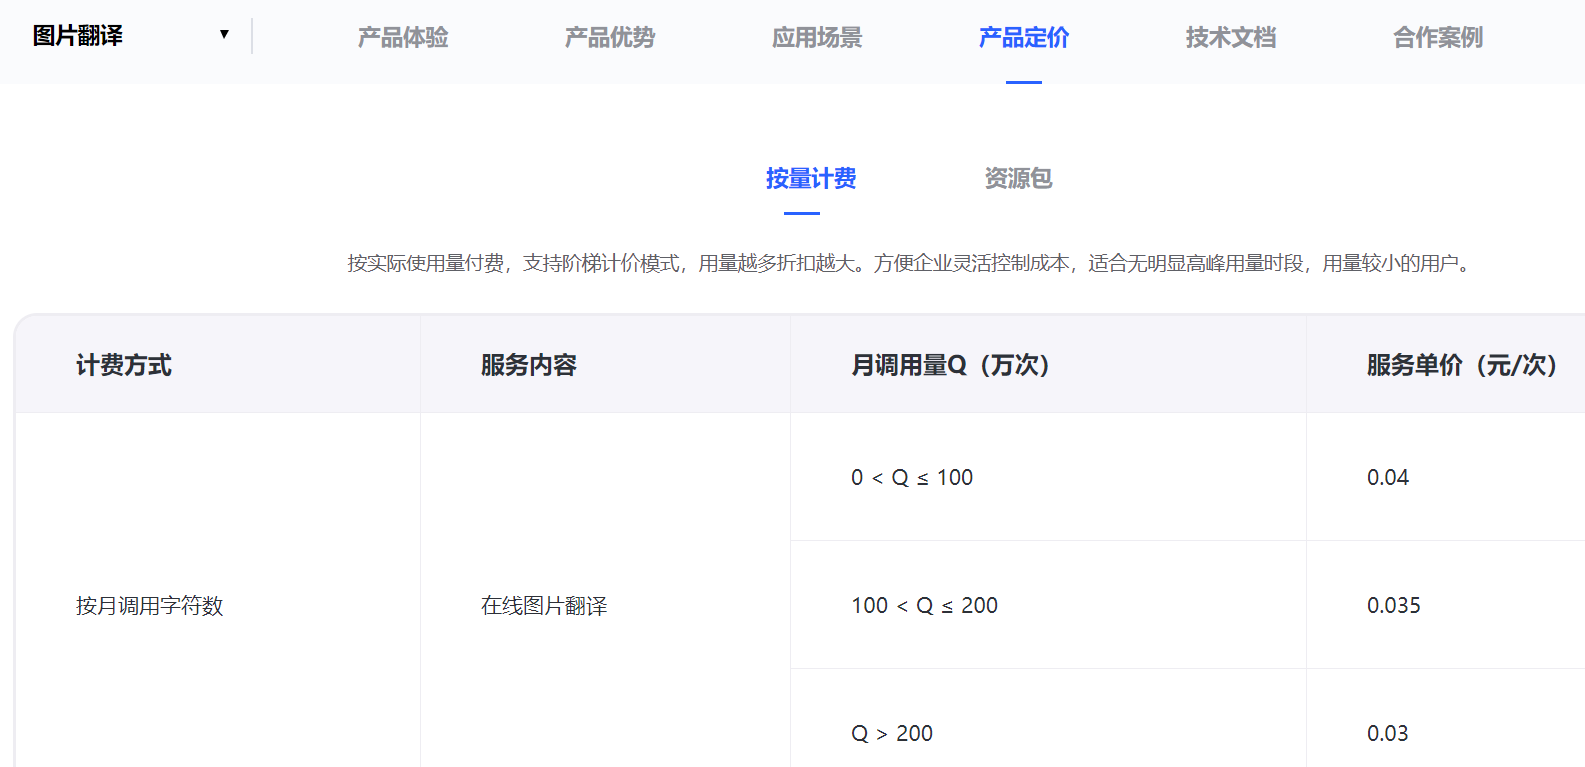 图片翻译 ▼ 产品体验 产品优势 应用场景 产品定价 技术文档 合作案例
按量计费 资源包
按实际使用量付费，支持阶梯计价模式，用量越多折扣越大。方便企业灵活控制成本，适合无明显高峰用量时段，用量较小的用户。
计费方式 服务内容 月调用量Q（万次） 服务单价（元/次）
0 < Q ≤ 100 0.04
按月调用字符数 在线图片翻译 100 < Q ≤ 200 0.035
Q > 200 0.03